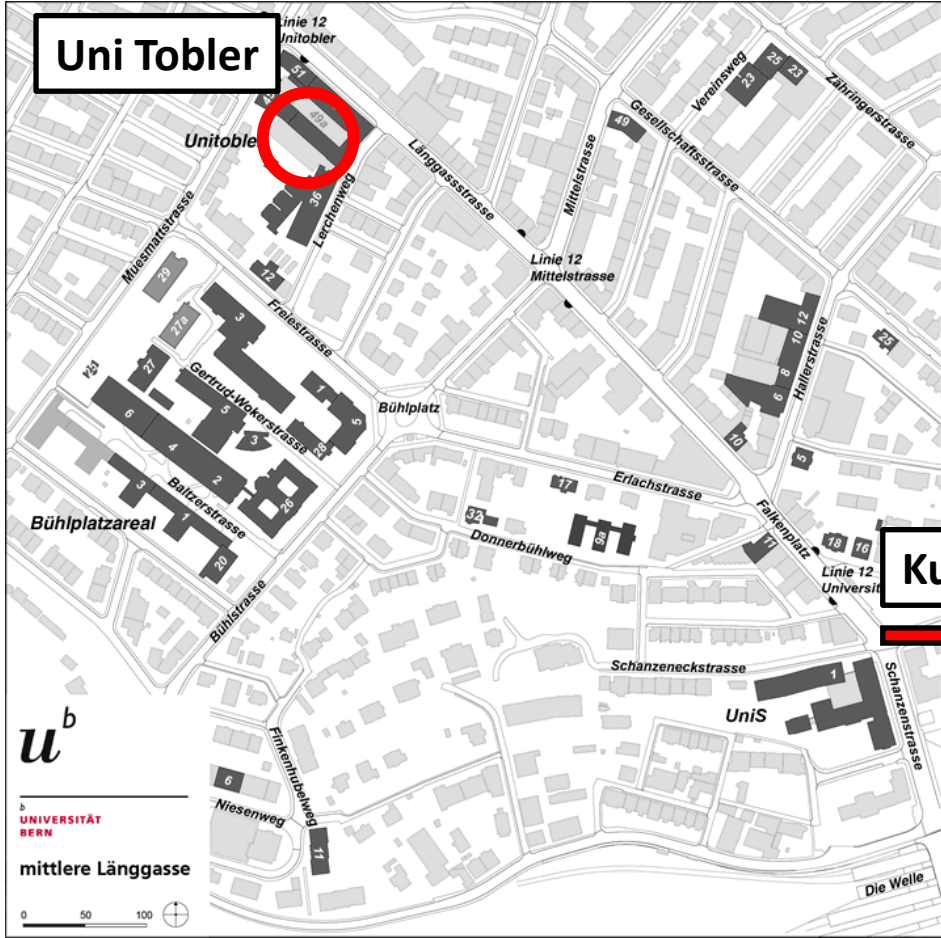 Uni Tobler
Linie 12
Unitobler
51
49a
Unitoble
36
Lerchenweg
12
Muesmattstrasse
29
27a
27
3
Freiestrasse
Gertrud-Wokerstrasse
1
5
28
5
3
6
4
2
26
Baltzerstrasse
3
1
20
Bühlplatzareal
Bühlplatz
Bühlstrasse
Länggassstrasse
Linie 12
Mittelstrasse
Mittelstrasse
49
Gesellschaftsstrasse
Vereinsweg
23
25
23
Zähringerstrasse
12
10
8
6
Hallerstrasse
25
10
5
Erlachstrasse
17
32
9a
Donnerbühlweg
Falkenplatz
11
18
16
Linie 12
Universit
Ku
Schanzeneckstrasse
1
UniS
Schanzenstrasse
Finkenhubelweg
6
Niesenweg
11
Die Welle
u
b
b
UNIVERSITÄT
BERN
mittlere Länggasse
0 50 100